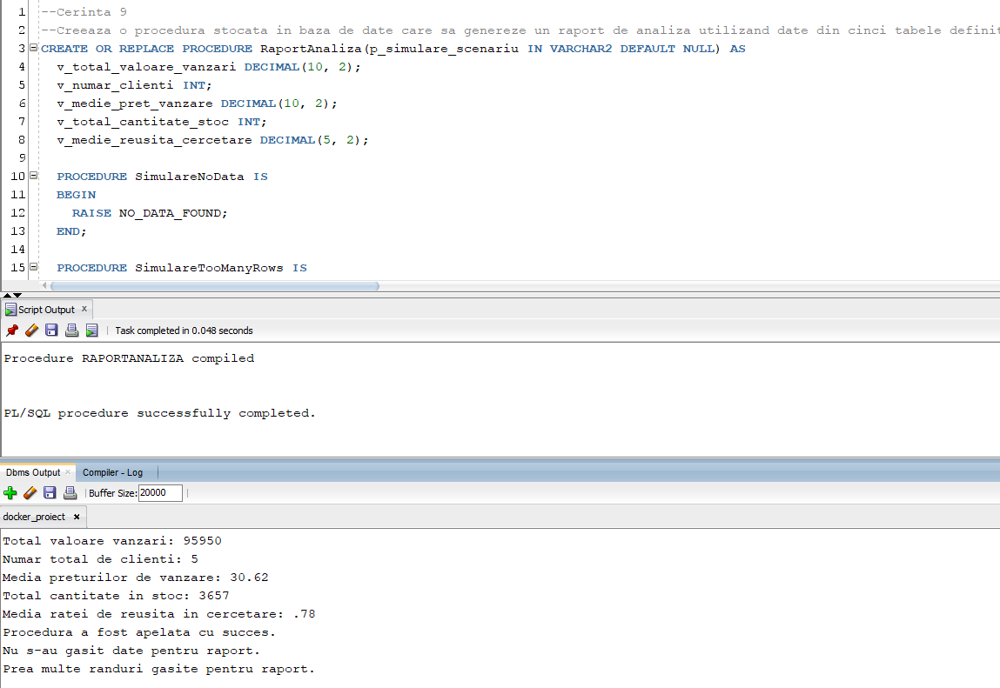 1 --Cerinta 9
2 --Creeaza o procedura stocata in baza de date care sa genereze un raport de analiza utilizand date din cinci tabele definit
3 CREATE OR REPLACE PROCEDURE RaportAnaliza(p_simulare_scenariu IN VARCHAR2 DEFAULT NULL) AS
4 v_total_valoare_vanzari DECIMAL(10, 2);
5 v_numar_clienti INT;
6 v_medie_pret_vanzare DECIMAL(10, 2);
7 v_total_cantitate_stoc INT;
8 v_medie_reusita_cercetare DECIMAL(5, 2);
9
10 PROCEDURE SimulareNoData IS
11 BEGIN
12 RAISE NO_DATA_FOUND;
13 END;
14
15 PROCEDURE SimulareTooManyRows IS
Script Output x
Task completed in 0.048 seconds
Procedure RAPORTANALIZA compiled
PL/SQL procedure successfully completed.
Dbms Output x Compiler - Log
Buffer Size: 20000
docker_proiect x
Total valoare vanzari: 95950
Numar total de clienti: 5
Media preturilor de vanzare: 30.62
Total cantitate in stoc: 3657
Media ratei de reusita in cercetare: .78
Procedura a fost apelata cu succes.
Nu s-au gasit date pentru raport.
Prea multe randuri gasite pentru raport.